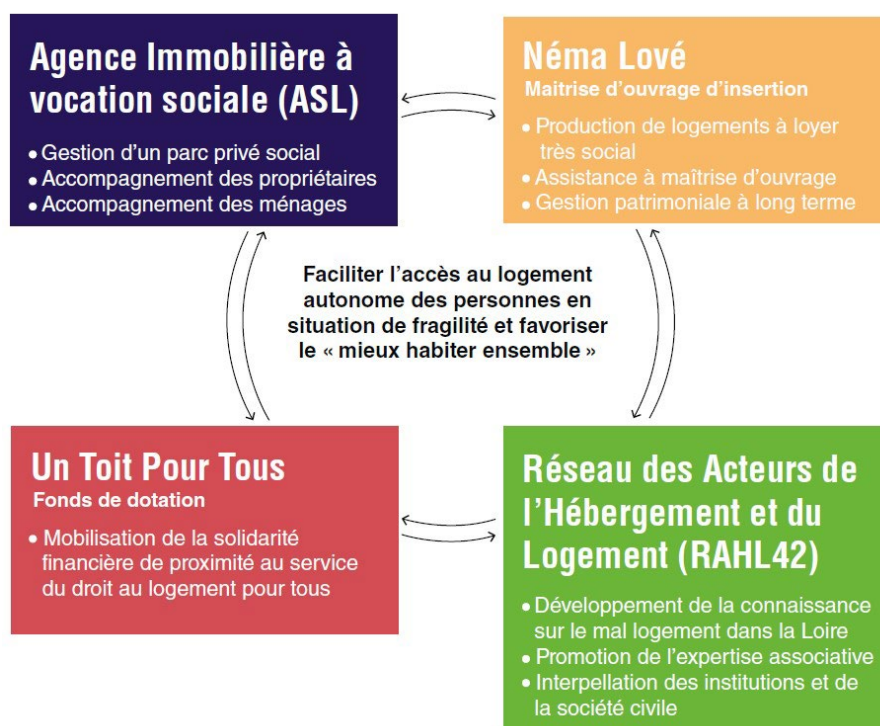 Agence Immobilière à
vocation sociale (ASL)
• Gestion d'un parc privé social
• Accompagnement des propriétaires
• Accompagnement des ménages
Néma Lové
Maitrise d'ouvrage d'insertion
• Production de logements à loyer
très social
• Assistance à maîtrise d'ouvrage
• Gestion patrimoniale à long terme
Faciliter l'accès au logement
autonome des personnes en
situation de fragilité et favoriser
le « mieux habiter ensemble »
Un Toit Pour Tous
Fonds de dotation
• Mobilisation de la solidarité
financière de proximité au service
du droit au logement pour tous
Réseau des Acteurs de
l'Hébergement et du
Logement (RAHL42)
• Développement de la connaissance
sur le mal logement dans la Loire
• Promotion de l'expertise associative
• Interpellation des institutions et de
la société civile